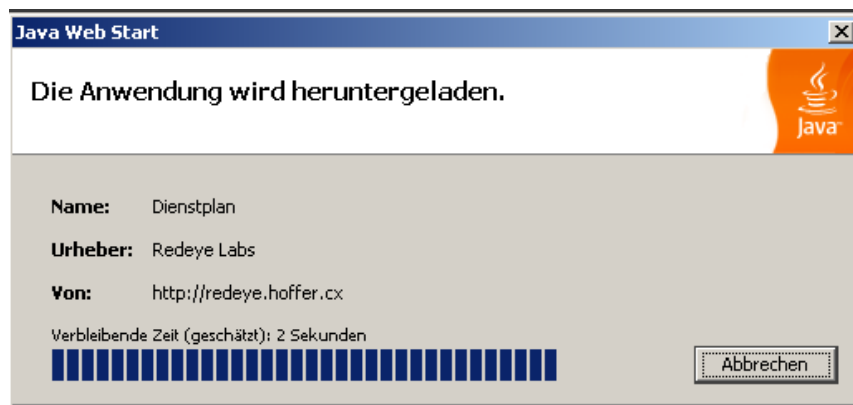 Java Web Start
Die Anwendung wird heruntergeladen.
Java
Name: Dienstplan
Urheber: Redeye Labs
Von: http://redeye.hoffer.cx
Verbleibende Zeit (geschätzt): 2 Sekunden
Abbrechen